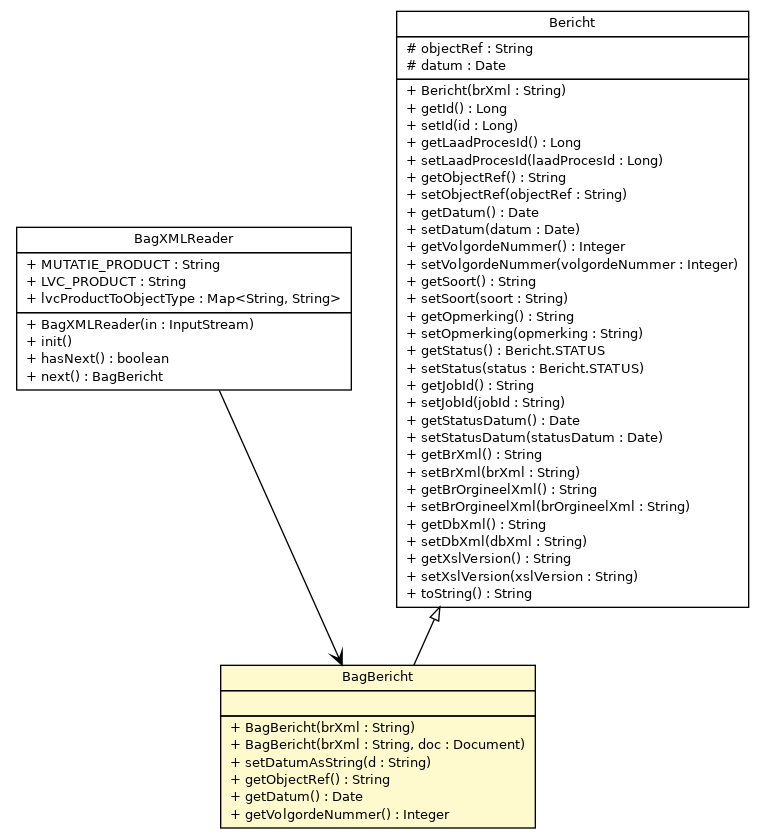 Bericht
# objectRef : String
# datum : Date
+ Bericht(brXml : String)
+ getId() : Long
+ setId(id : Long)
+ getLaadProcesId() : Long
+ setLaadProcesId(laadProcesId : Long)
+ getObjectRef() : String
+ setObjectRef(objectRef : String)
+ getDatum() : Date
+ setDatum(datum : Date)
+ getVolgordeNummer() : Integer
+ setVolgordeNummer(volgordeNummer : Integer)
+ getSoort() : String
+ setSoort(soort : String)
+ getOpmerking() : String
+ setOpmerking(opmerking : String)
+ getStatus() : Bericht.STATUS
+ setStatus(status : Bericht.STATUS)
+ getJobId() : String
+ setJobId(jobId : String)
+ getStatusDatum() : Date
+ setStatusDatum(statusDatum : Date)
+ getBrXml() : String
+ setBrXml(brXml : String)
+ getBrOrgineelXml() : String
+ setBrOrgineelXml(brOrgineelXml : String)
+ getDbXml() : String
+ setDbXml(dbXml : String)
+ getXslVersion() : String
+ setXslVersion(xslVersion : String)
+ toString() : String
BagXMLReader
+ MUTATIE_PRODUCT : String
+ LVC_PRODUCT : String
+ lvcProductToObjectType : Map<String, String>
+ BagXMLReader(in : InputStream)
+ init()
+ hasNext() : boolean
+ next() : BagBericht
BagBericht
+ BagBericht(brXml : String)
+ BagBericht(brXml : String, doc : Document)
+ setDatumAsString(d : String)
+ getObjectRef() : String
+ getDatum() : Date
+ getVolgordeNummer() : Integer